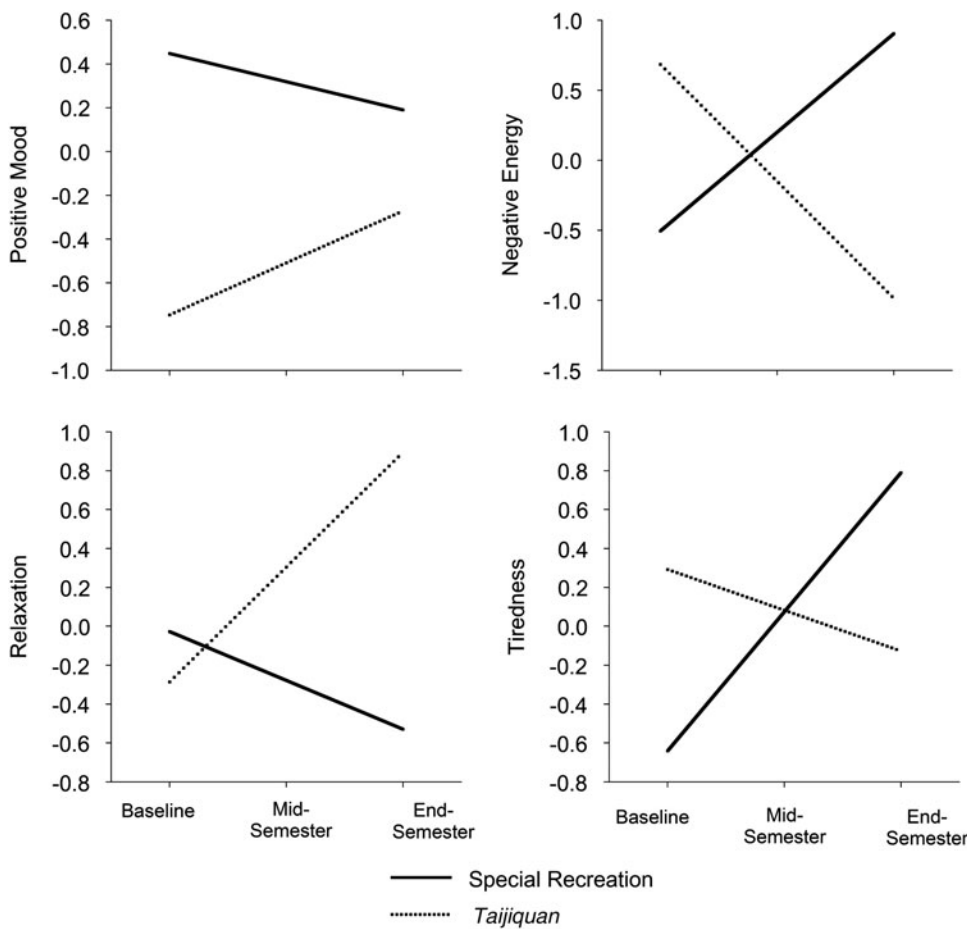 Positive Mood
0.6
0.4
0.2
0.0
-0.2
-0.4
-0.6
-0.8
-1.0
Negative Energy
1.0
0.5
0.0
-0.5
-1.0
-1.5
Relaxation
1.0
0.8
0.6
0.4
0.2
0.0
-0.2
-0.4
-0.6
-0.8
Baseline
Mid-
Semester
End-
Semester
Tiredness
1.0
0.8
0.6
0.4
0.2
0.0
-0.2
-0.4
-0.6
-0.8
Baseline
Mid-
Semester
End-
Semester
Special Recreation
Taijiquan